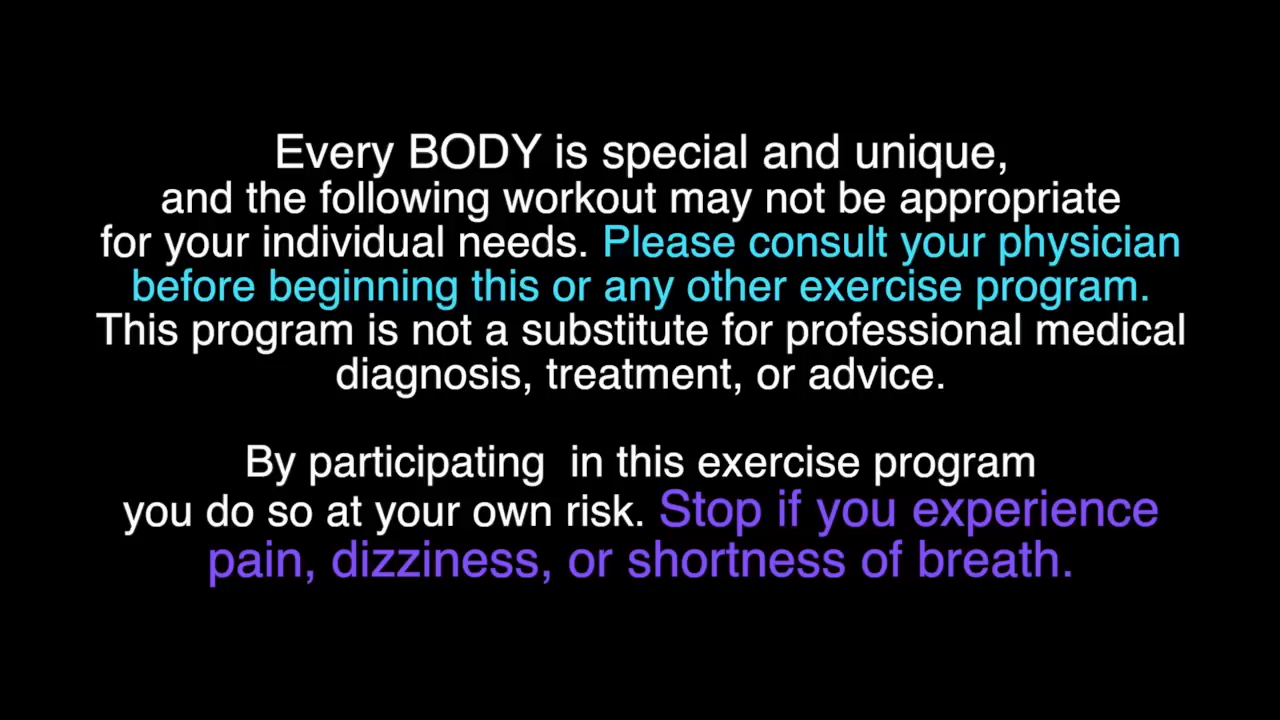 Every BODY is special and unique,
and the following workout may not be appropriate
for your individual needs. Please consult your physician
before beginning this or any other exercise program.
This program is not a substitute for professional medical
diagnosis, treatment, or advice.
By participating  in this exercise program
you do so at your own risk. Stop if you experience
pain, dizziness, or shortness of breath.